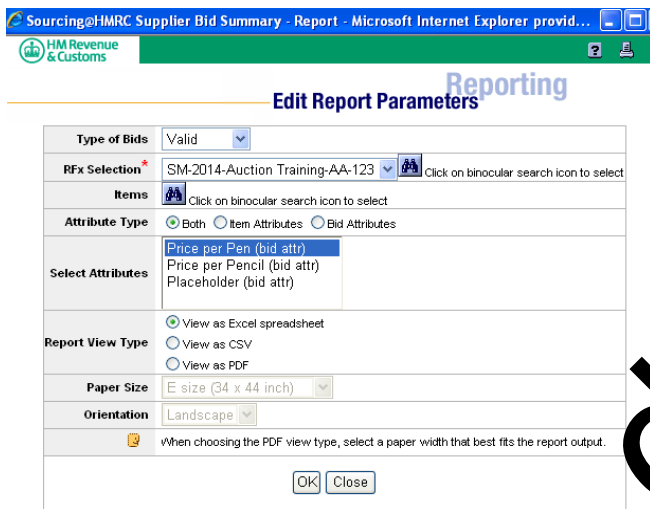 Sourcing@HMRC Supplier Bid Summary - Report - Microsoft Internet Explorer provid...
HM Revenue
& Customs
?
Reporting
Edit Report Parameters
Type of Bids Valid
RFx Selection* SM-2014-Auction Training-AA-123 Click on binocular search icon to select
Items Click on binocular search icon to select
Attribute Type Both Item Attributes Bid Attributes
Select Attributes
Price per Pen (bid attr)
Price per Pencil (bid attr)
Placeholder (bid attr)
Report View Type
View as Excel spreadsheet
View as CSV
View as PDF
Paper Size E size (34 x 44 inch)
Orientation Landscape
When choosing the PDF view type, select a paper width that best fits the report output.
OK Close